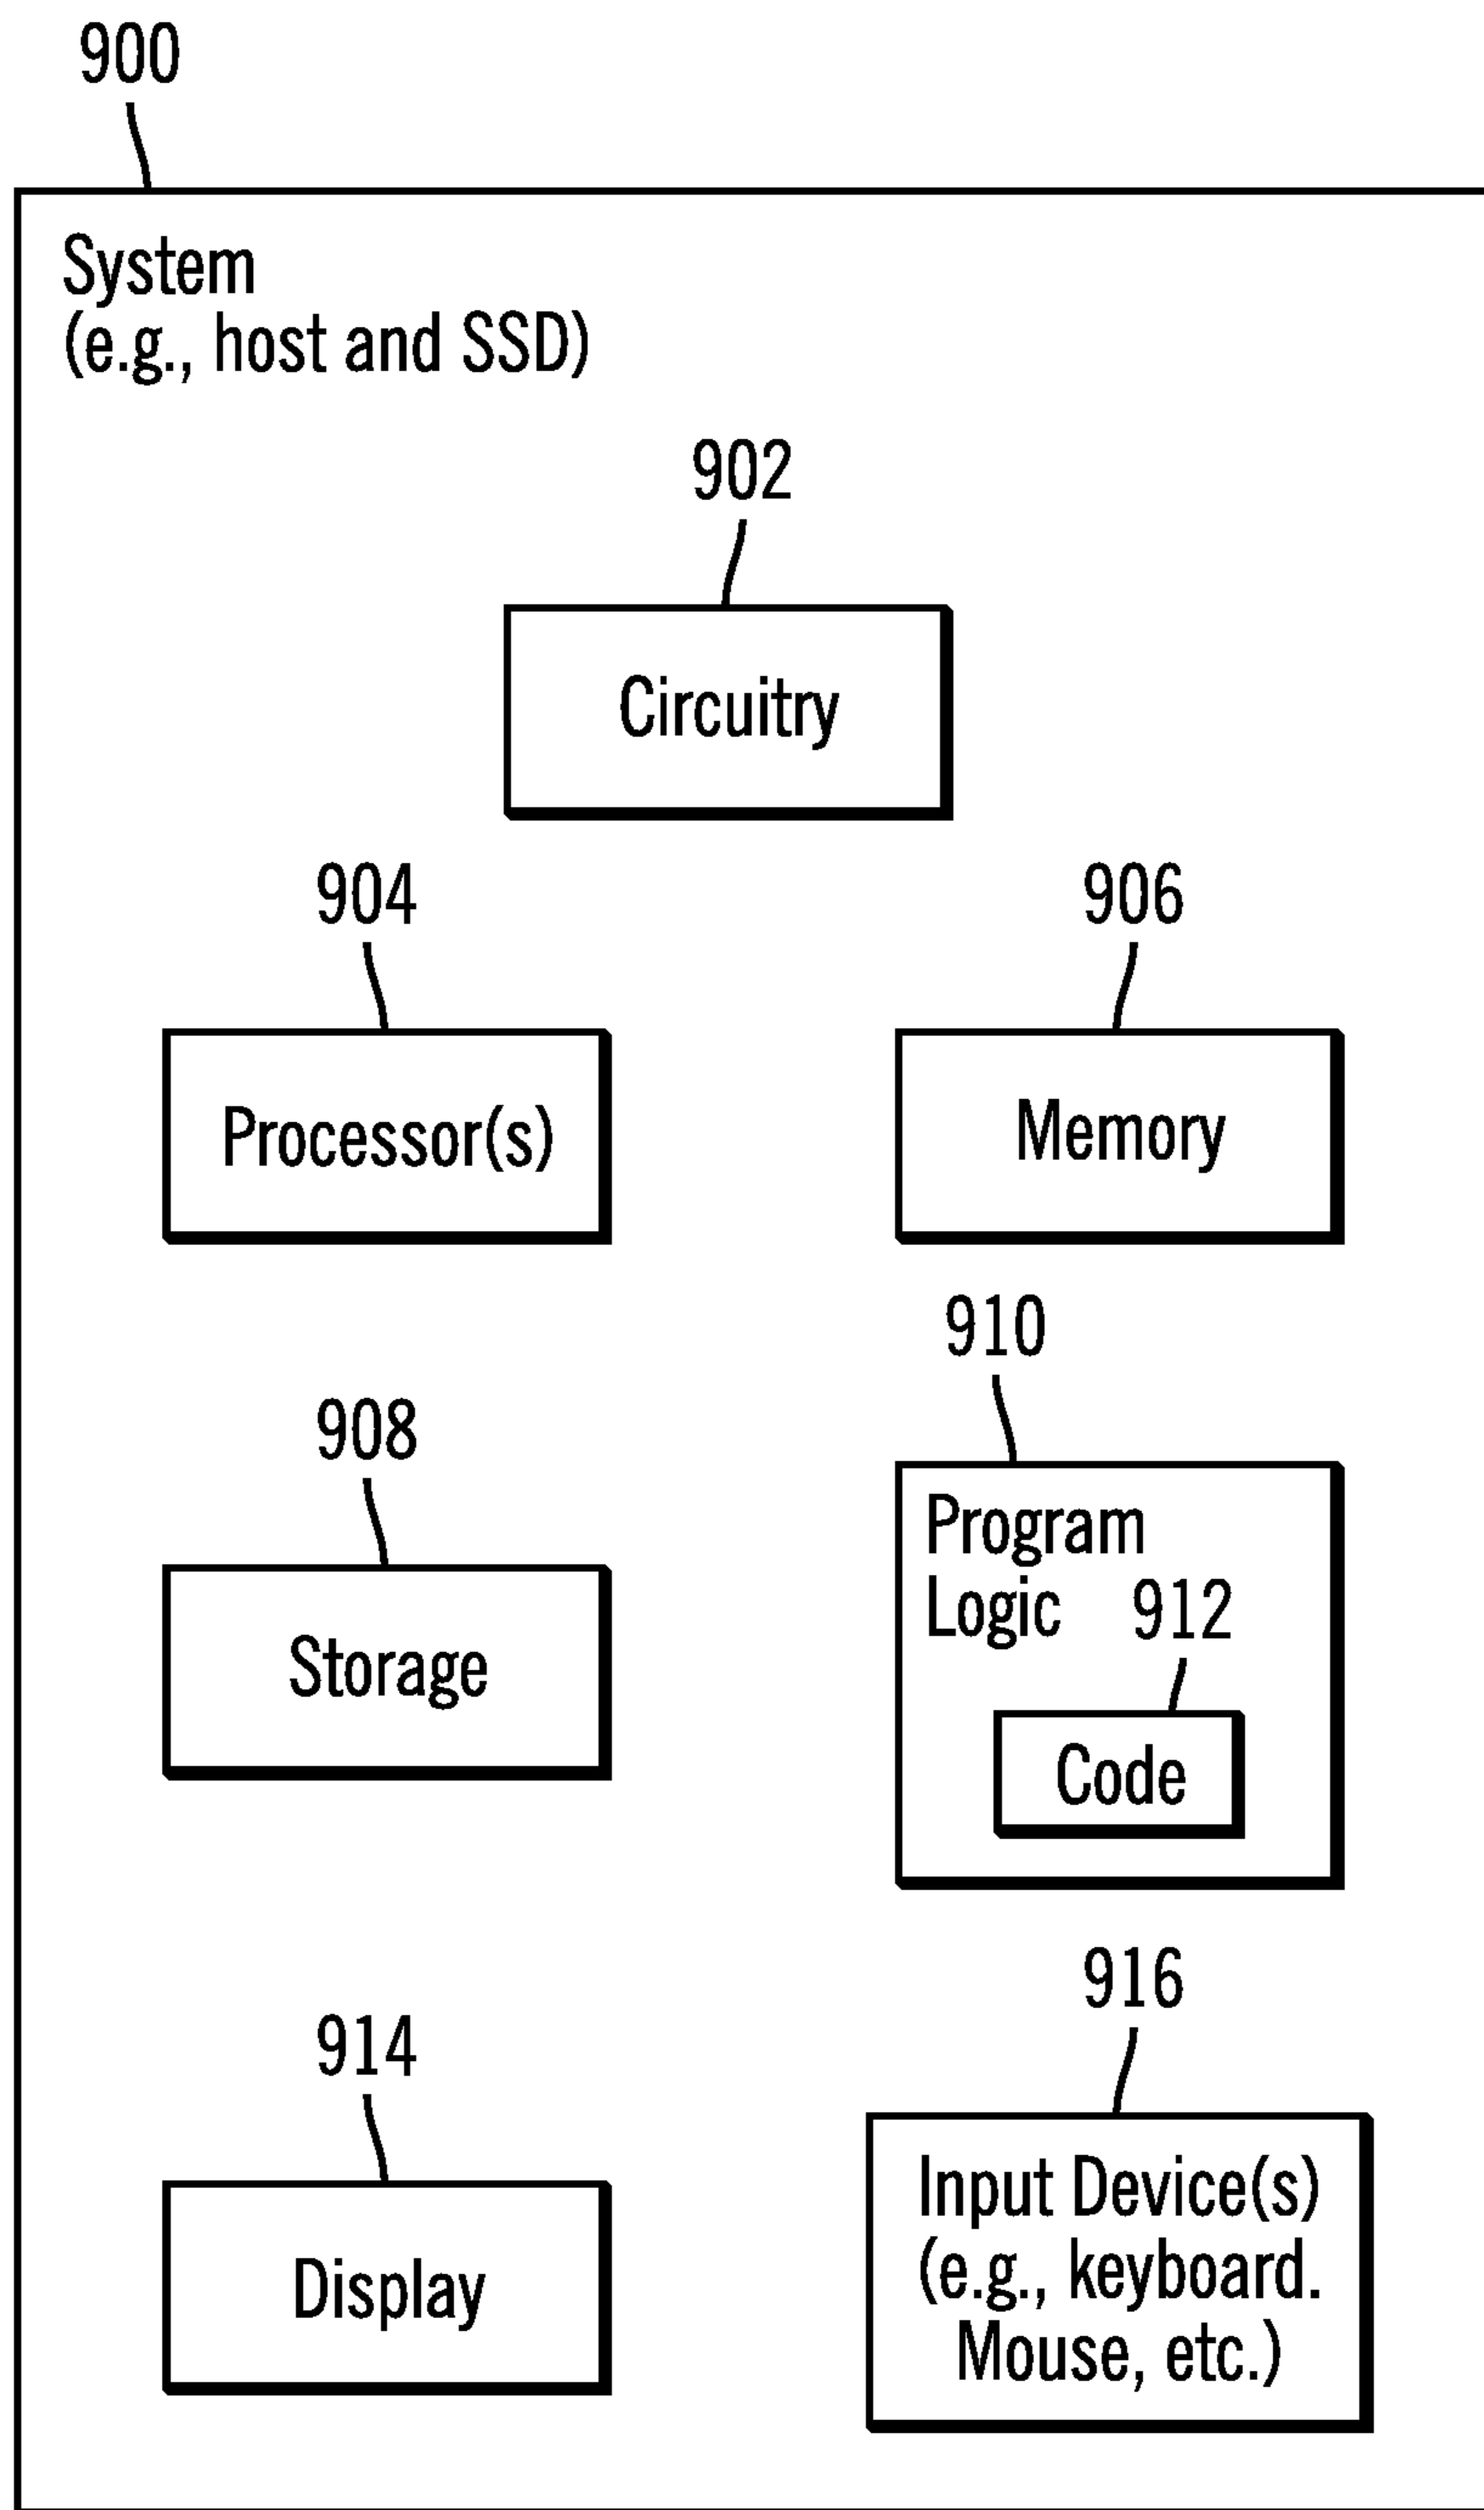 900
System
(e.g., host and SSD)
902
Circuitry
904
906
Processor(s)
Memory
910
908
Program
Logic 912
Storage
Code
916
914
Input Device(s)
(e.g., keyboard.
Display
Mouse, etc.)